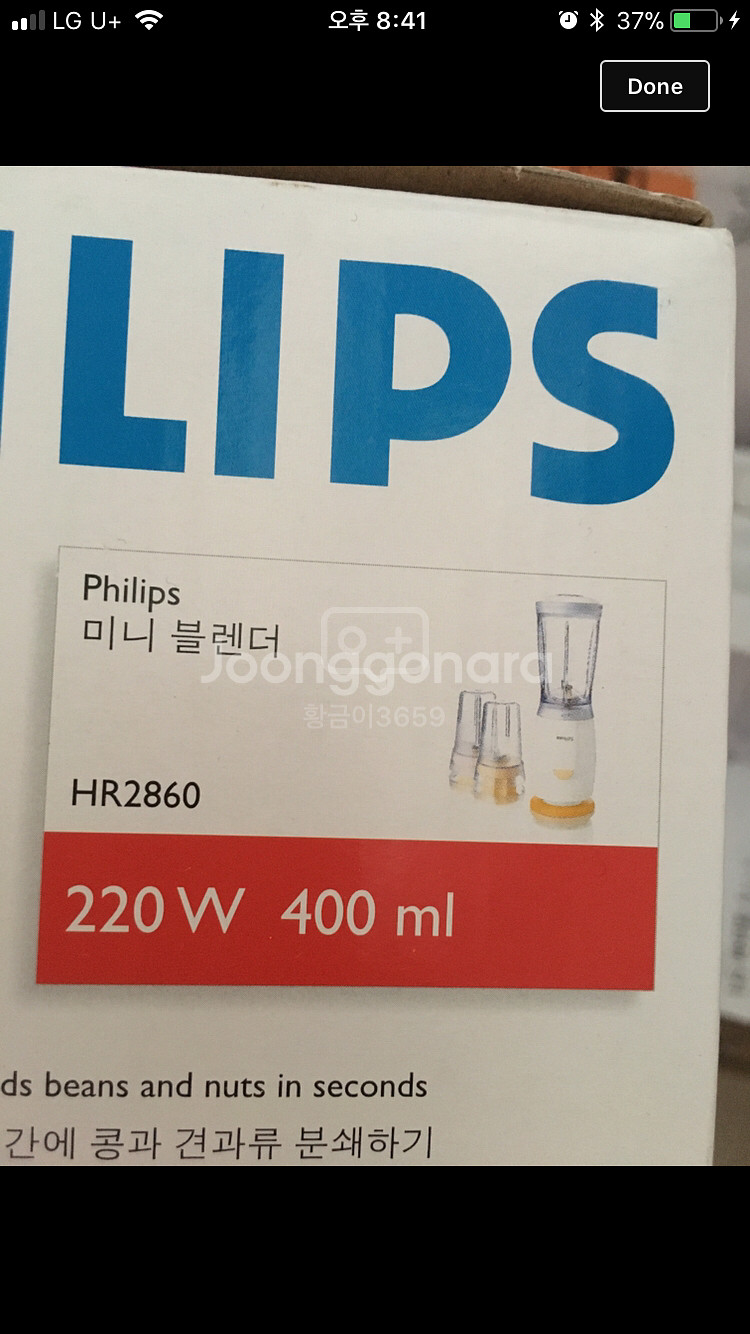 LG U+ 오후 8:41 37%
Done
LIPS
Philips
미니 블렌더
Joonggonara
황금이3659
HR2860
220 W 400 ml
ds beans and nuts in seconds
간에 콩과 견과류 분쇄하기